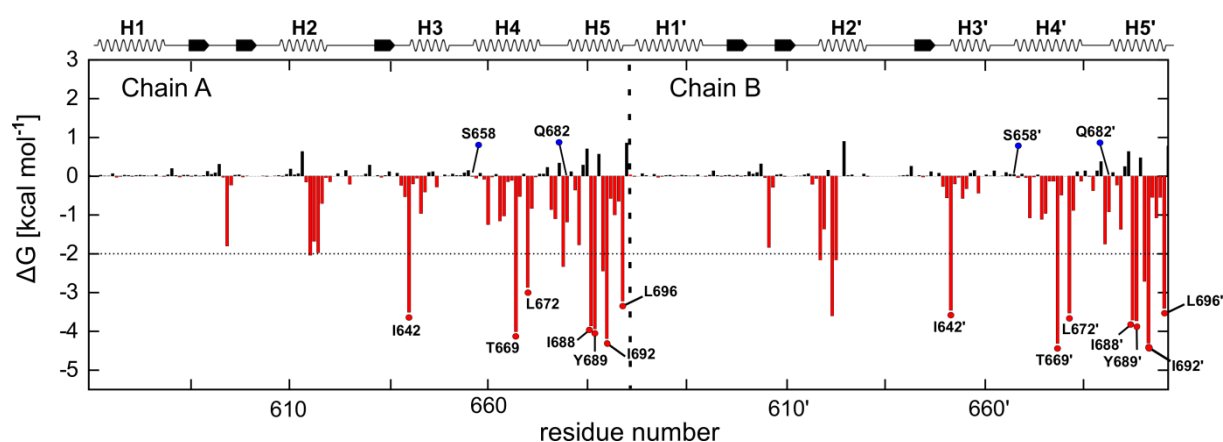 H1 H2 H3 H4 H5 H1' H2' H3' H4' H5'
Chain A
Chain B
3
2
1
0
-1
-2
-3
-4
-5
ΔG [kcal mol⁻¹]
S658
Q682
S658'
Q682'
I642
T669
L672
I688
Y689
I692
L696
I642'
T669'
L672'
I688'
Y689'
I692'
L696'
610 660 610' 660'
residue number